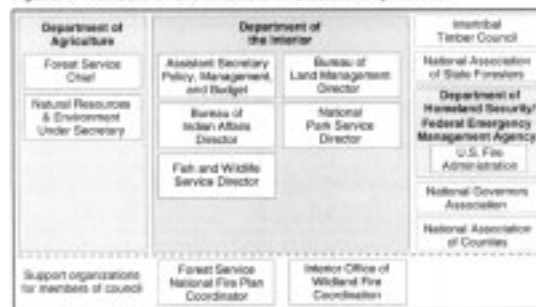 Department of
Agriculture
Forest Service
Chief
Natural Resources
& Environment
Under Secretary
Department of
the Interior
Assistant Secretary
Policy, Management,
and Budget
Bureau of
Land Management
Director
Bureau of
Indian Affairs
Director
National
Park Service
Director
Fish and Wildlife
Service Director
Intertribal
Timber Council
National Association
of State Foresters
Department of
Homeland Security/
Federal Emergency
Management Agency
U.S. Fire
Administration
National Governors
Association
National Association
of Counties
Support organizations
for members of council
Forest Service
National Fire Plan
Coordinator
Interior Office of
Wildland Fire
Coordination